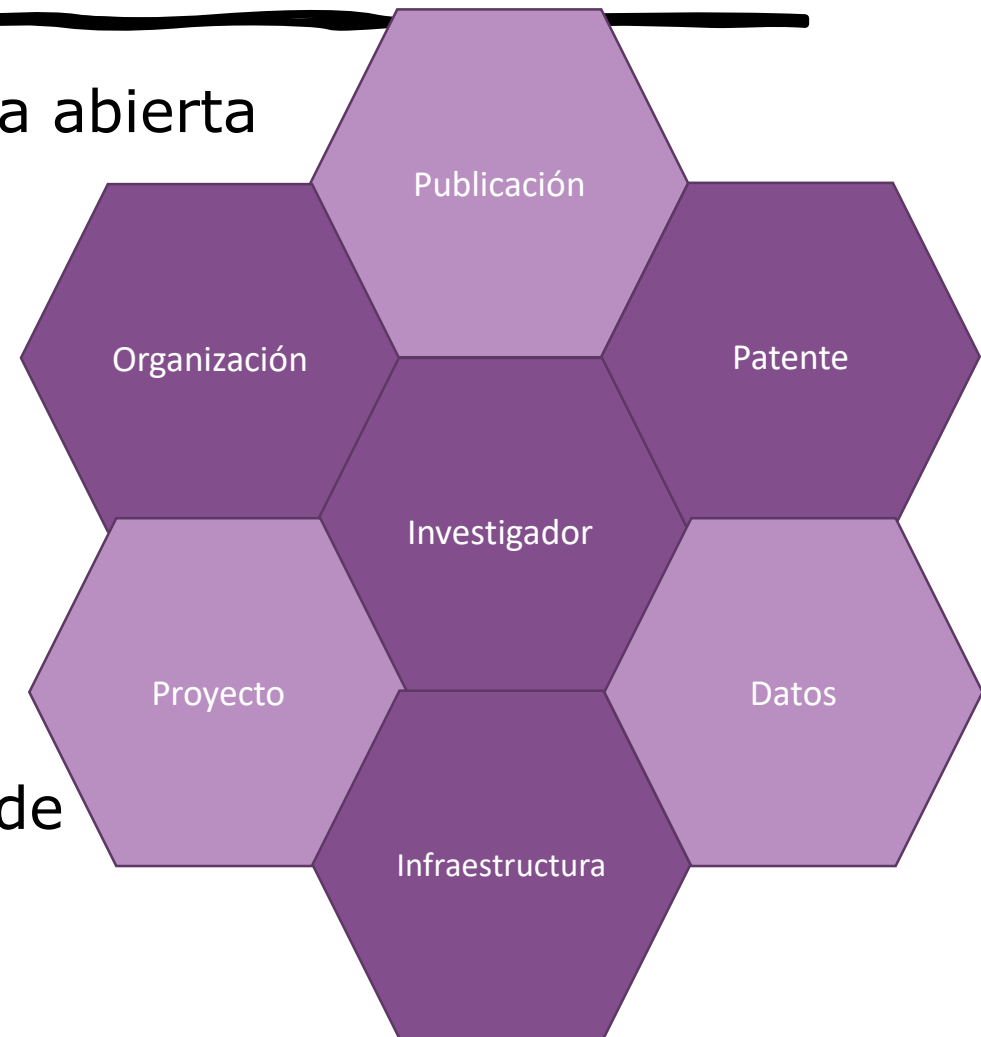 a abierta
Publicación
Organización
Patente
Investigador
Proyecto
Datos
de
Infraestructura